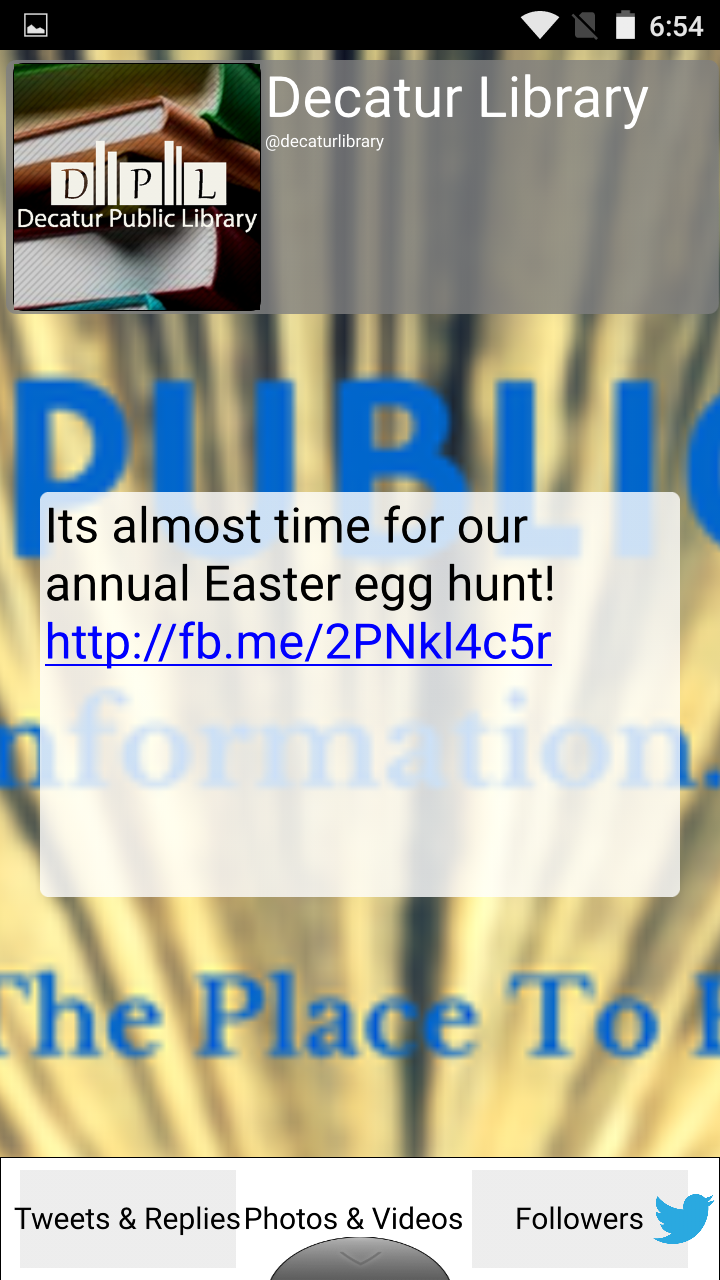 6:54
Decatur Library
@decaturlibrary
D P L
Decatur Public Library
PUBLIC
Its almost time for our
annual Easter egg hunt!
http://fb.me/2PNkl4c5r
nformation.
The Place To
Tweets & Replies Photos & Videos Followers